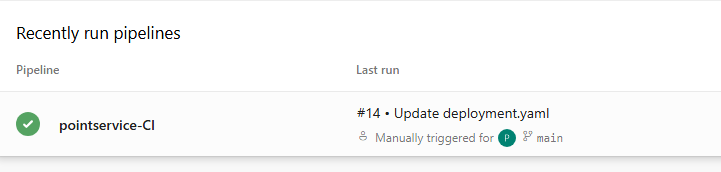 Recently run pipelines
Pipeline Last run
#14 • Update deployment.yaml
pointservice-CI
Manually triggered for P main